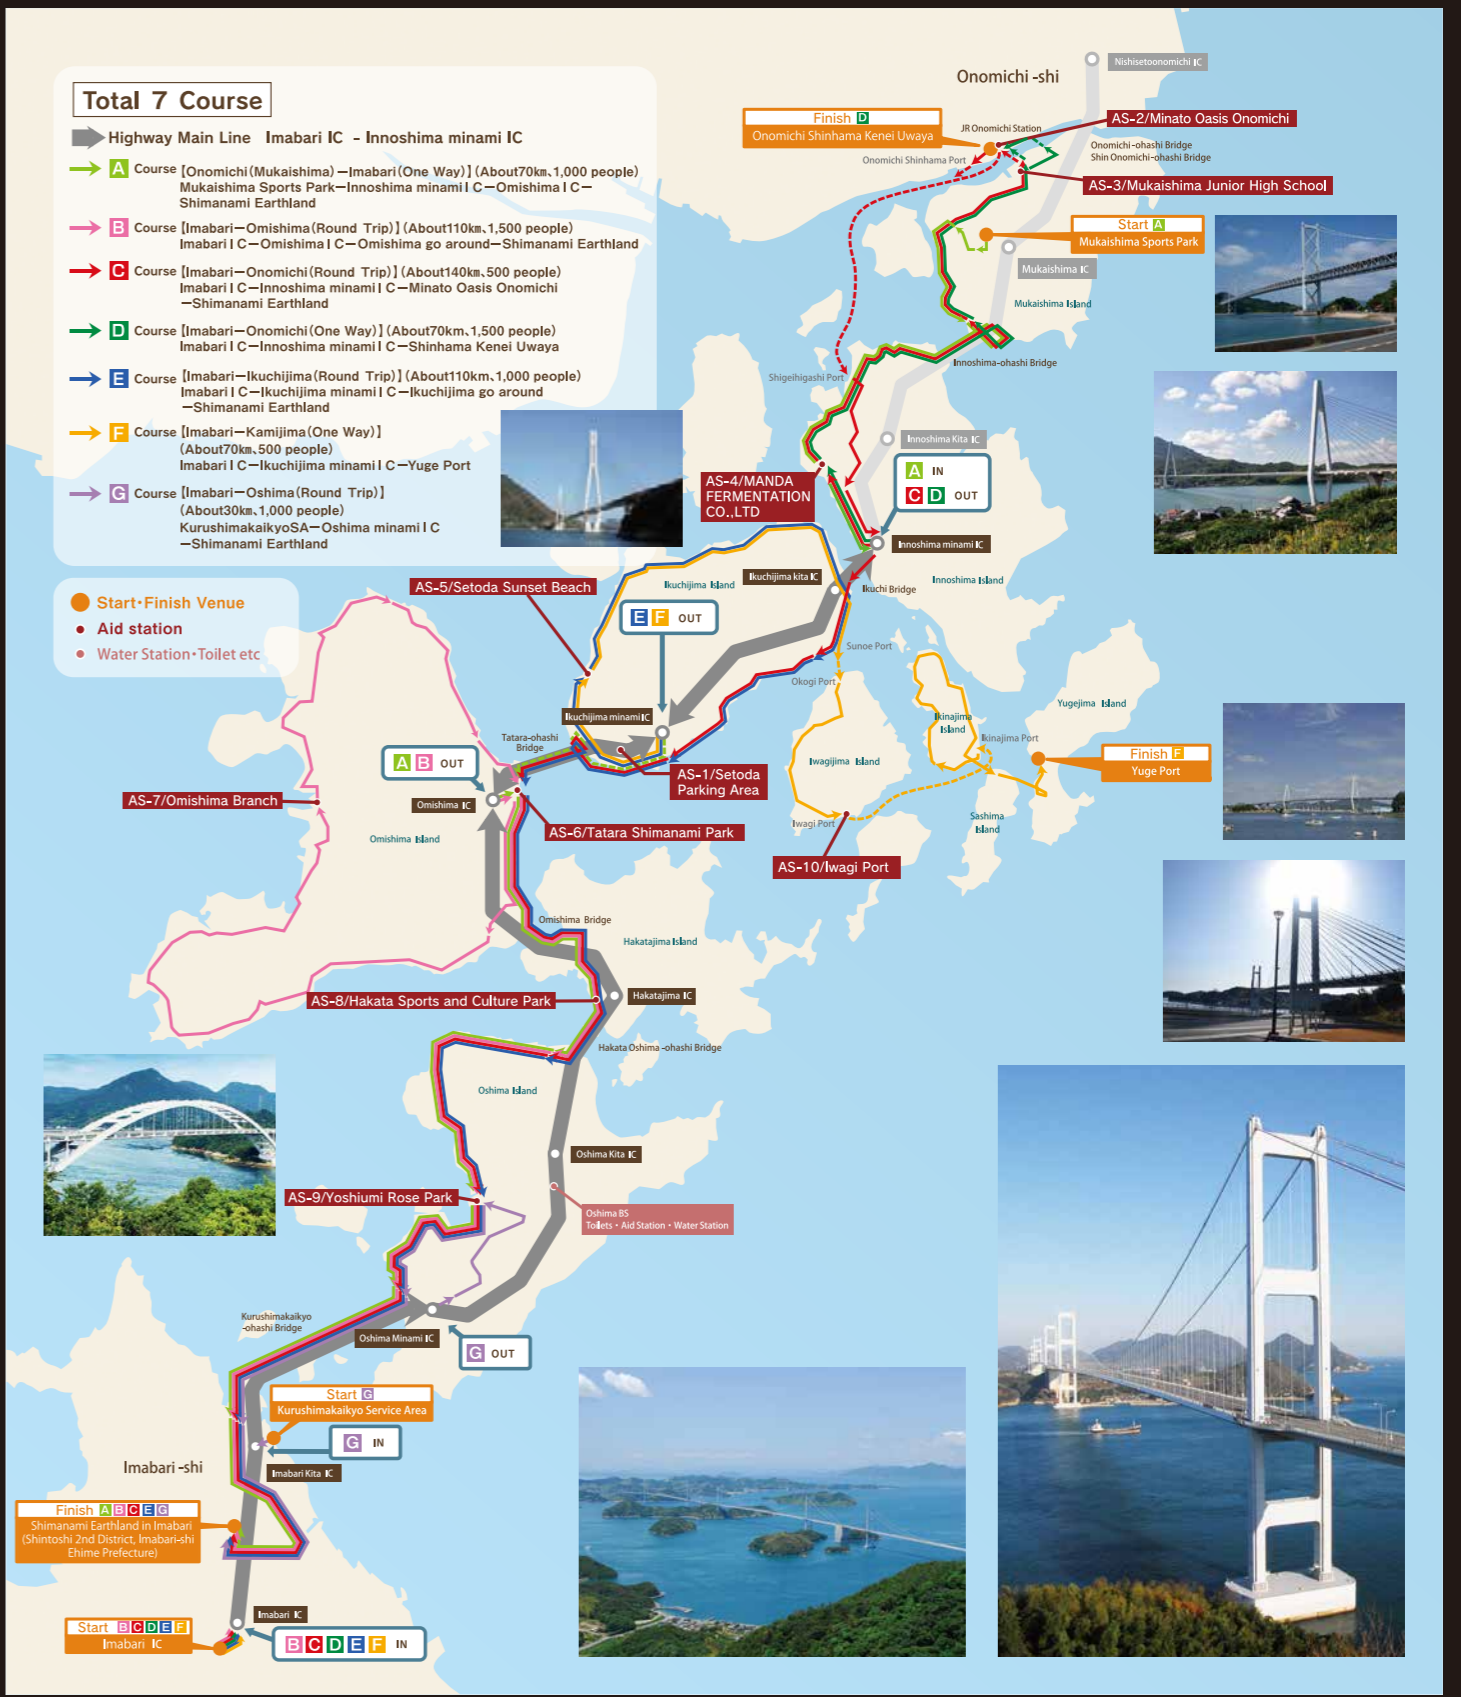 Total 7 Course
Highway Main Line Imabari IC - Innoshima minami IC
A Course 【Onomichi(Mukaishima)－Imabari(One Way)】(About70km、1,000 people)
Mukaishima Sports Park－Innoshima minami I C－Omishima I C－
Shimanami Earthland
B Course 【Imabari－Omishima(Round Trip)】(About110km、1,500 people)
Imabari I C－Omishima I C－Omishima go around－Shimanami Earthland
C Course 【Imabari－Onomichi(Round Trip)】(About140km、500 people)
Imabari I C－Innoshima minami I C－Minato Oasis Onomichi
－Shimanami Earthland
D Course 【Imabari－Onomichi(One Way)】(About70km、1,500 people)
Imabari I C－Innoshima minami I C－Shinhama Kenei Uwaya
E Course 【Imabari－Ikuchijima(Round Trip)】(About110km、1,000 people)
Imabari I C－Ikuchijima minami I C－Ikuchijima go around
－Shimanami Earthland
F Course 【Imabari－Kamijima(One Way)】
(About70km、500 people)
Imabari I C－Ikuchijima minami I C－Yuge Port
G Course 【Imabari－Oshima(Round Trip)】
(About30km、1,000 people)
KurushimakaikyoSA－Oshima minami I C
－Shimanami Earthland
Start・Finish Venue
Aid station
Water Station・Toilet etc
Nishisetoonomichi IC
Onomichi -shi
Finish D
Onomichi Shinhama Kenei Uwaya
AS-2/Minato Oasis Onomichi
JR Onomichi Station
Onomichi-ohashi Bridge
Shin Onomichi-ohashi Bridge
Onomichi Shinhama Port
AS-3/Mukaishima Junior High School
Start A
Mukaishima Sports Park
Mukaishima IC
Mukaishima Island
Innoshima-ohashi Bridge
Shigeihigashi Port
Innoshima Kita IC
A IN
C D OUT
AS-4/MANDA
FERMENTATION
CO.,LTD
Innoshima minami IC
Innoshima Island
Ikuchijima kita IC
Ikuchi Bridge
Ikuchijima Island
AS-5/Setoda Sunset Beach
E F OUT
Sunoe Port
Okogi Port
Ikuchijima minami IC
Tatara-ohashi
Bridge
Yugejima Island
Ikinajima
Island
Ikinajima Port
Finish F
Yuge Port
Iwagijima Island
A B OUT
AS-1/Setoda
Parking Area
AS-7/Omishima Branch
Omishima IC
Iwagi Port
Sashima
Island
AS-6/Tatara Shimanami Park
Omishima Island
AS-10/Iwagi Port
Omishima Bridge
Hakatajima Island
AS-8/Hakata Sports and Culture Park
Hakatajima IC
Hakata Oshima -ohashi Bridge
Oshima Island
Oshima Kita IC
AS-9/Yoshiumi Rose Park
Oshima BS
Toilets・Aid Station・Water Station
Kurushimakaikyo
-ohashi Bridge
Oshima Minami IC
G OUT
Start G
Kurushimakaikyo Service Area
G IN
Imabari -shi
Imabari Kita IC
Finish A B C E G
Shimanami Earthland in Imabari
(Shintoshi 2nd District, Imabari-shi
Ehime Prefecture)
Imabari IC
Start B C D E F
Imabari IC
B C D E F IN